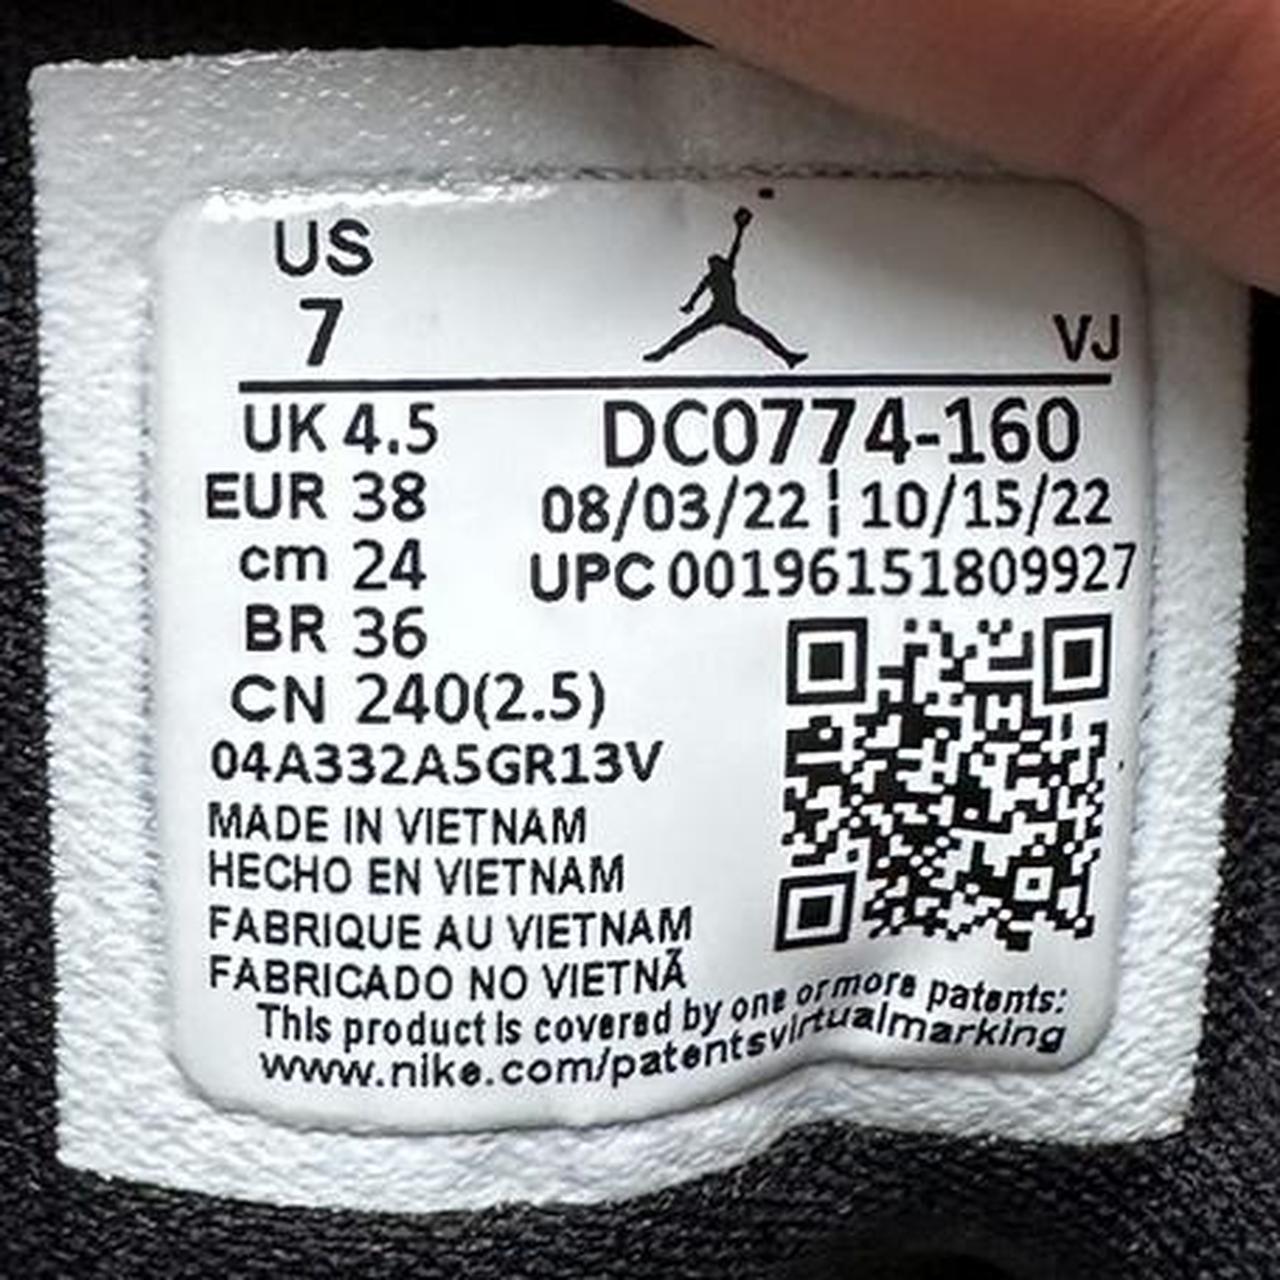 US
7
VJ
UK 4.5
DC0774-160
EUR 38
08/03/22 ¦ 10/15/22
cm 24
UPC 00196151809927
BR 36
CN 240(2.5)
04A332A5GR13V
MADE IN VIETNAM
HECHO EN VIETNAM
FABRIQUE AU VIETNAM
FABRICADO NO VIETNÃ
This product is covered by one or more patents:
www.nike.com/patentsvirtualmarking